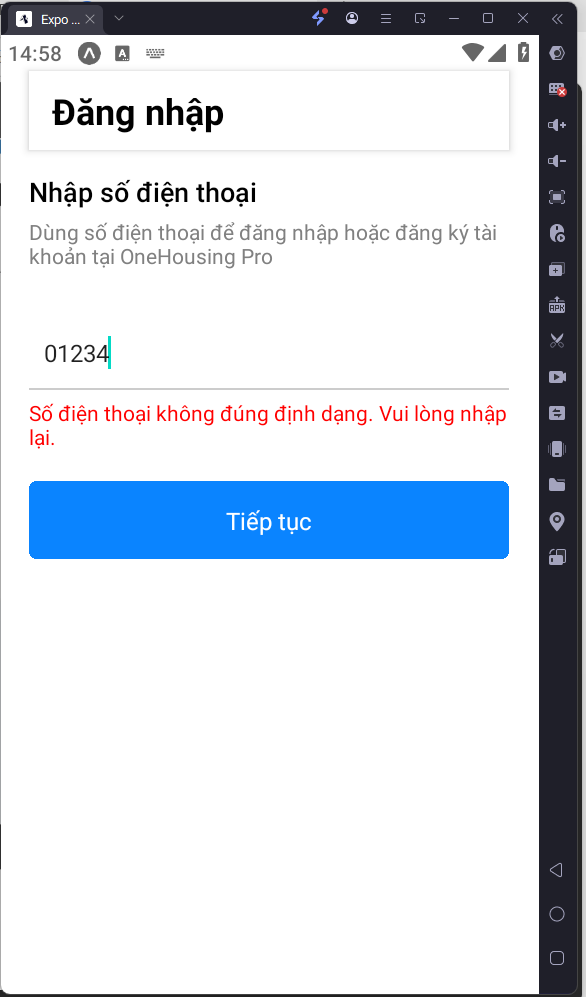 Expo ...
14:58
Đăng nhập
Nhập số điện thoại
Dùng số điện thoại để đăng nhập hoặc đăng ký tài
khoản tại OneHousing Pro
01234
Số điện thoại không đúng định dạng. Vui lòng nhập
lại.
Tiếp tục
A
APK